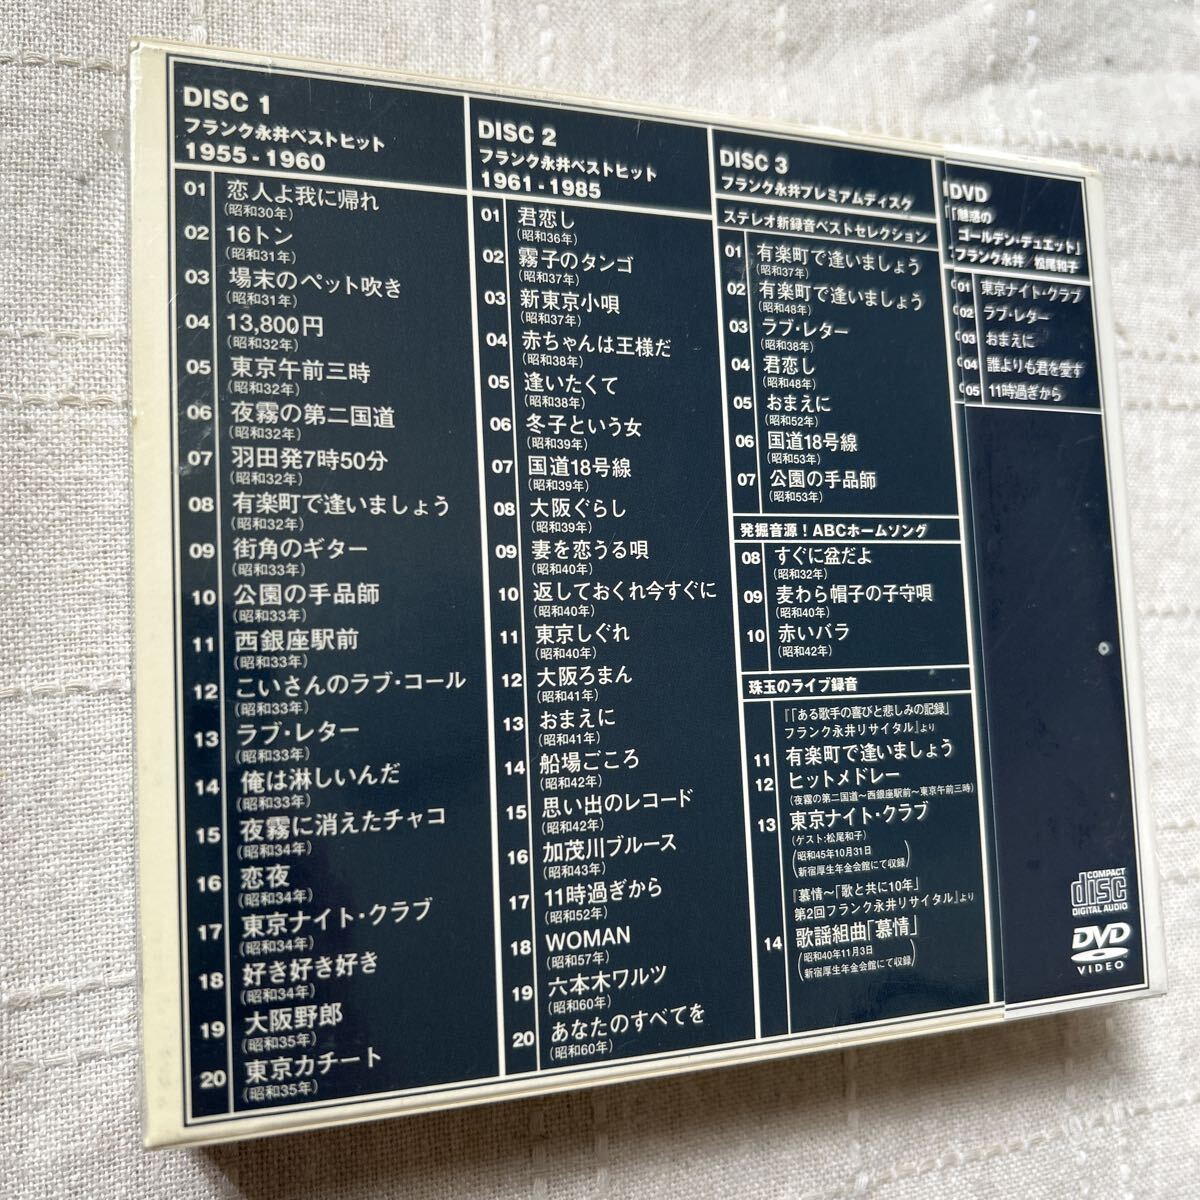 DISC 1
フランク永井ベストヒット
1955-1960
01 恋人よ我に帰れ
(昭和30年)
02 16トン
(昭和31年)
03 場末のペット吹き
(昭和31年)
04 13,800円
(昭和32年)
05 東京午前三時
(昭和32年)
06 夜霧の第二国道
(昭和32年)
07 羽田発7時50分
(昭和32年)
08 有楽町で逢いましょう
(昭和32年)
09 街角のギター
(昭和33年)
10 公園の手品師
(昭和33年)
11 西銀座駅前
(昭和33年)
12 こいさんのラブ・コール
(昭和33年)
13 ラブ・レター
(昭和33年)
14 俺は淋しいんだ
(昭和33年)
15 夜霧に消えたチャコ
(昭和34年)
16 恋夜
(昭和34年)
17 東京ナイト・クラブ
(昭和34年)
18 好き好き好き
(昭和34年)
19 大阪野郎
(昭和35年)
20 東京カチート
(昭和35年)
DISC 2
フランク永井ベストヒット
1961-1985
01 君恋し
(昭和36年)
02 霧子のタンゴ
(昭和37年)
03 新東京小唄
(昭和37年)
04 赤ちゃんは王様だ
(昭和38年)
05 逢いたくて
(昭和38年)
06 冬子という女
(昭和39年)
07 国道18号線
(昭和39年)
08 大阪ぐらし
(昭和39年)
09 妻を恋うる唄
(昭和40年)
10 返しておくれ今すぐに
(昭和40年)
11 東京しぐれ
(昭和40年)
12 大阪ろまん
(昭和41年)
13 おまえに
(昭和41年)
14 船場ごころ
(昭和42年)
15 思い出のレコード
(昭和42年)
16 加茂川ブルース
(昭和43年)
17 11時過ぎから
(昭和52年)
18 WOMAN
(昭和57年)
19 六本木ワルツ
(昭和60年)
20 あなたのすべてを
(昭和60年)
DISC 3
フランク永井プレミアムディスク
ステレオ新録音ベストセレクション
01 有楽町で逢いましょう
(昭和37年)
02 有楽町で逢いましょう
(昭和48年)
03 ラブ・レター
(昭和38年)
04 君恋し
(昭和48年)
05 おまえに
(昭和52年)
06 国道18号線
(昭和53年)
07 公園の手品師
(昭和53年)
発掘音源！ABCホームソング
08 すぐに盆だよ
(昭和32年)
09 麦わら帽子の子守唄
(昭和40年)
10 赤いバラ
(昭和42年)
珠玉のライブ録音
『「ある歌手の喜びと悲しみの記録」
フランク永井リサイタル』より
11 有楽町で逢いましょう
12 ヒットメドレー
(夜霧の第二国道〜西銀座駅前〜東京午前三時)
13 東京ナイト・クラブ
(ゲスト:松尾和子)
(昭和45年10月31日
新宿厚生年金会館にて収録)
『慕情〜「歌と共に10年」
第2回フランク永井リサイタル』より
14 歌謡組曲「慕情」
(昭和40年11月3日
新宿厚生年金会館にて収録)
DVD
「魅惑の
ゴールデン・デュエット」
フランク永井／松尾和子
01 東京ナイト・クラブ
02 ラブ・レター
03 おまえに
04 誰よりも君を愛す
05 11時過ぎから
COMPACT
disc
DIGITAL AUDIO
DVD
VIDEO